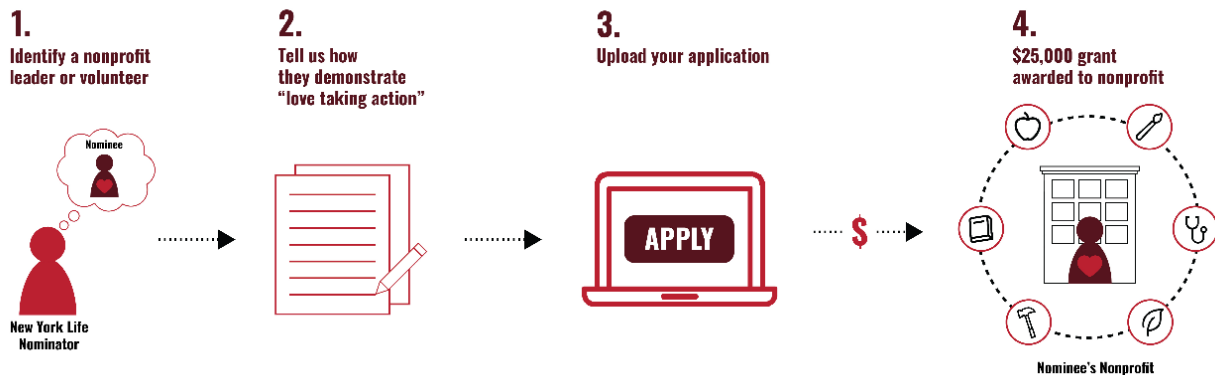 1.
Identify a nonprofit
leader or volunteer
Nominee
New York Life
Nominator
2.
Tell us how
they demonstrate
“love taking action”
3.
Upload your application
APPLY
$
4.
$25,000 grant
awarded to nonprofit
Nominee's Nonprofit